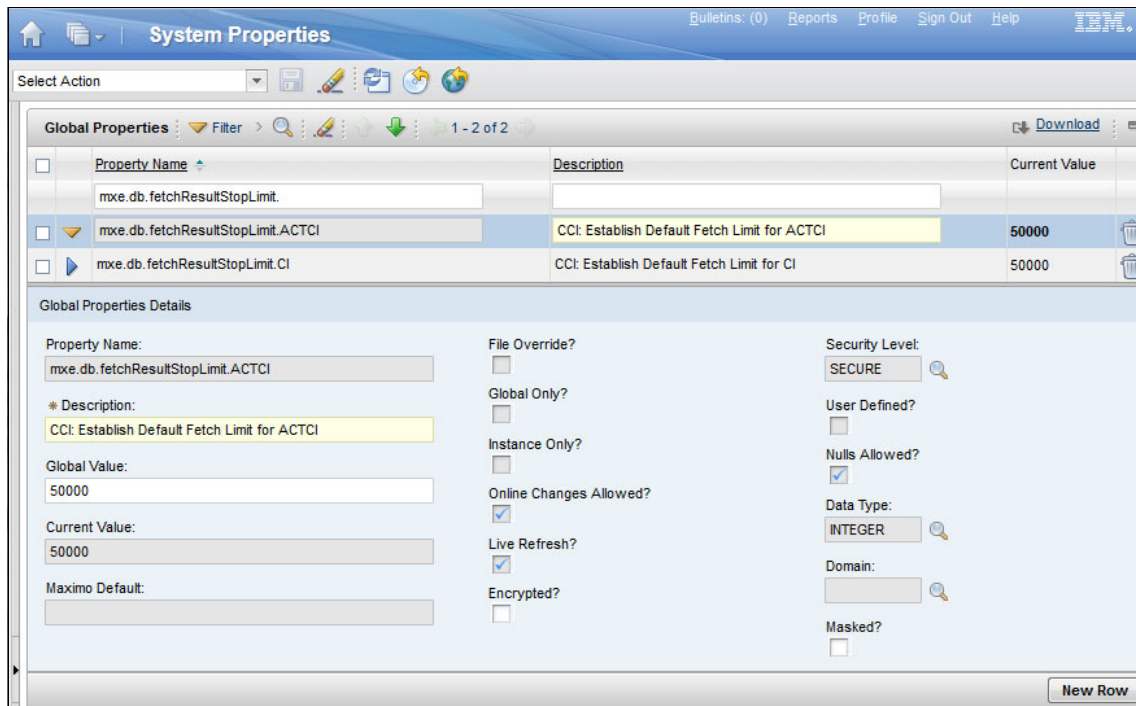 Bulletins: (0) Reports Profile Sign Out Help IBM.
System Properties
Select Action
Global Properties Filter 1 - 2 of 2 Download
Property Name Description Current Value
mxe.db.fetchResultStopLimit.
mxe.db.fetchResultStopLimit.ACTCI CCI: Establish Default Fetch Limit for ACTCI 50000
mxe.db.fetchResultStopLimit.CI CCI: Establish Default Fetch Limit for CI 50000
Global Properties Details
Property Name:
mxe.db.fetchResultStopLimit.ACTCI
* Description:
CCI: Establish Default Fetch Limit for ACTCI
Global Value:
50000
Current Value:
50000
Maximo Default:
File Override?
Global Only?
Instance Only?
Online Changes Allowed?
Live Refresh?
Encrypted?
Security Level:
SECURE
User Defined?
Nulls Allowed?
Data Type:
INTEGER
Domain:
Masked?
New Row